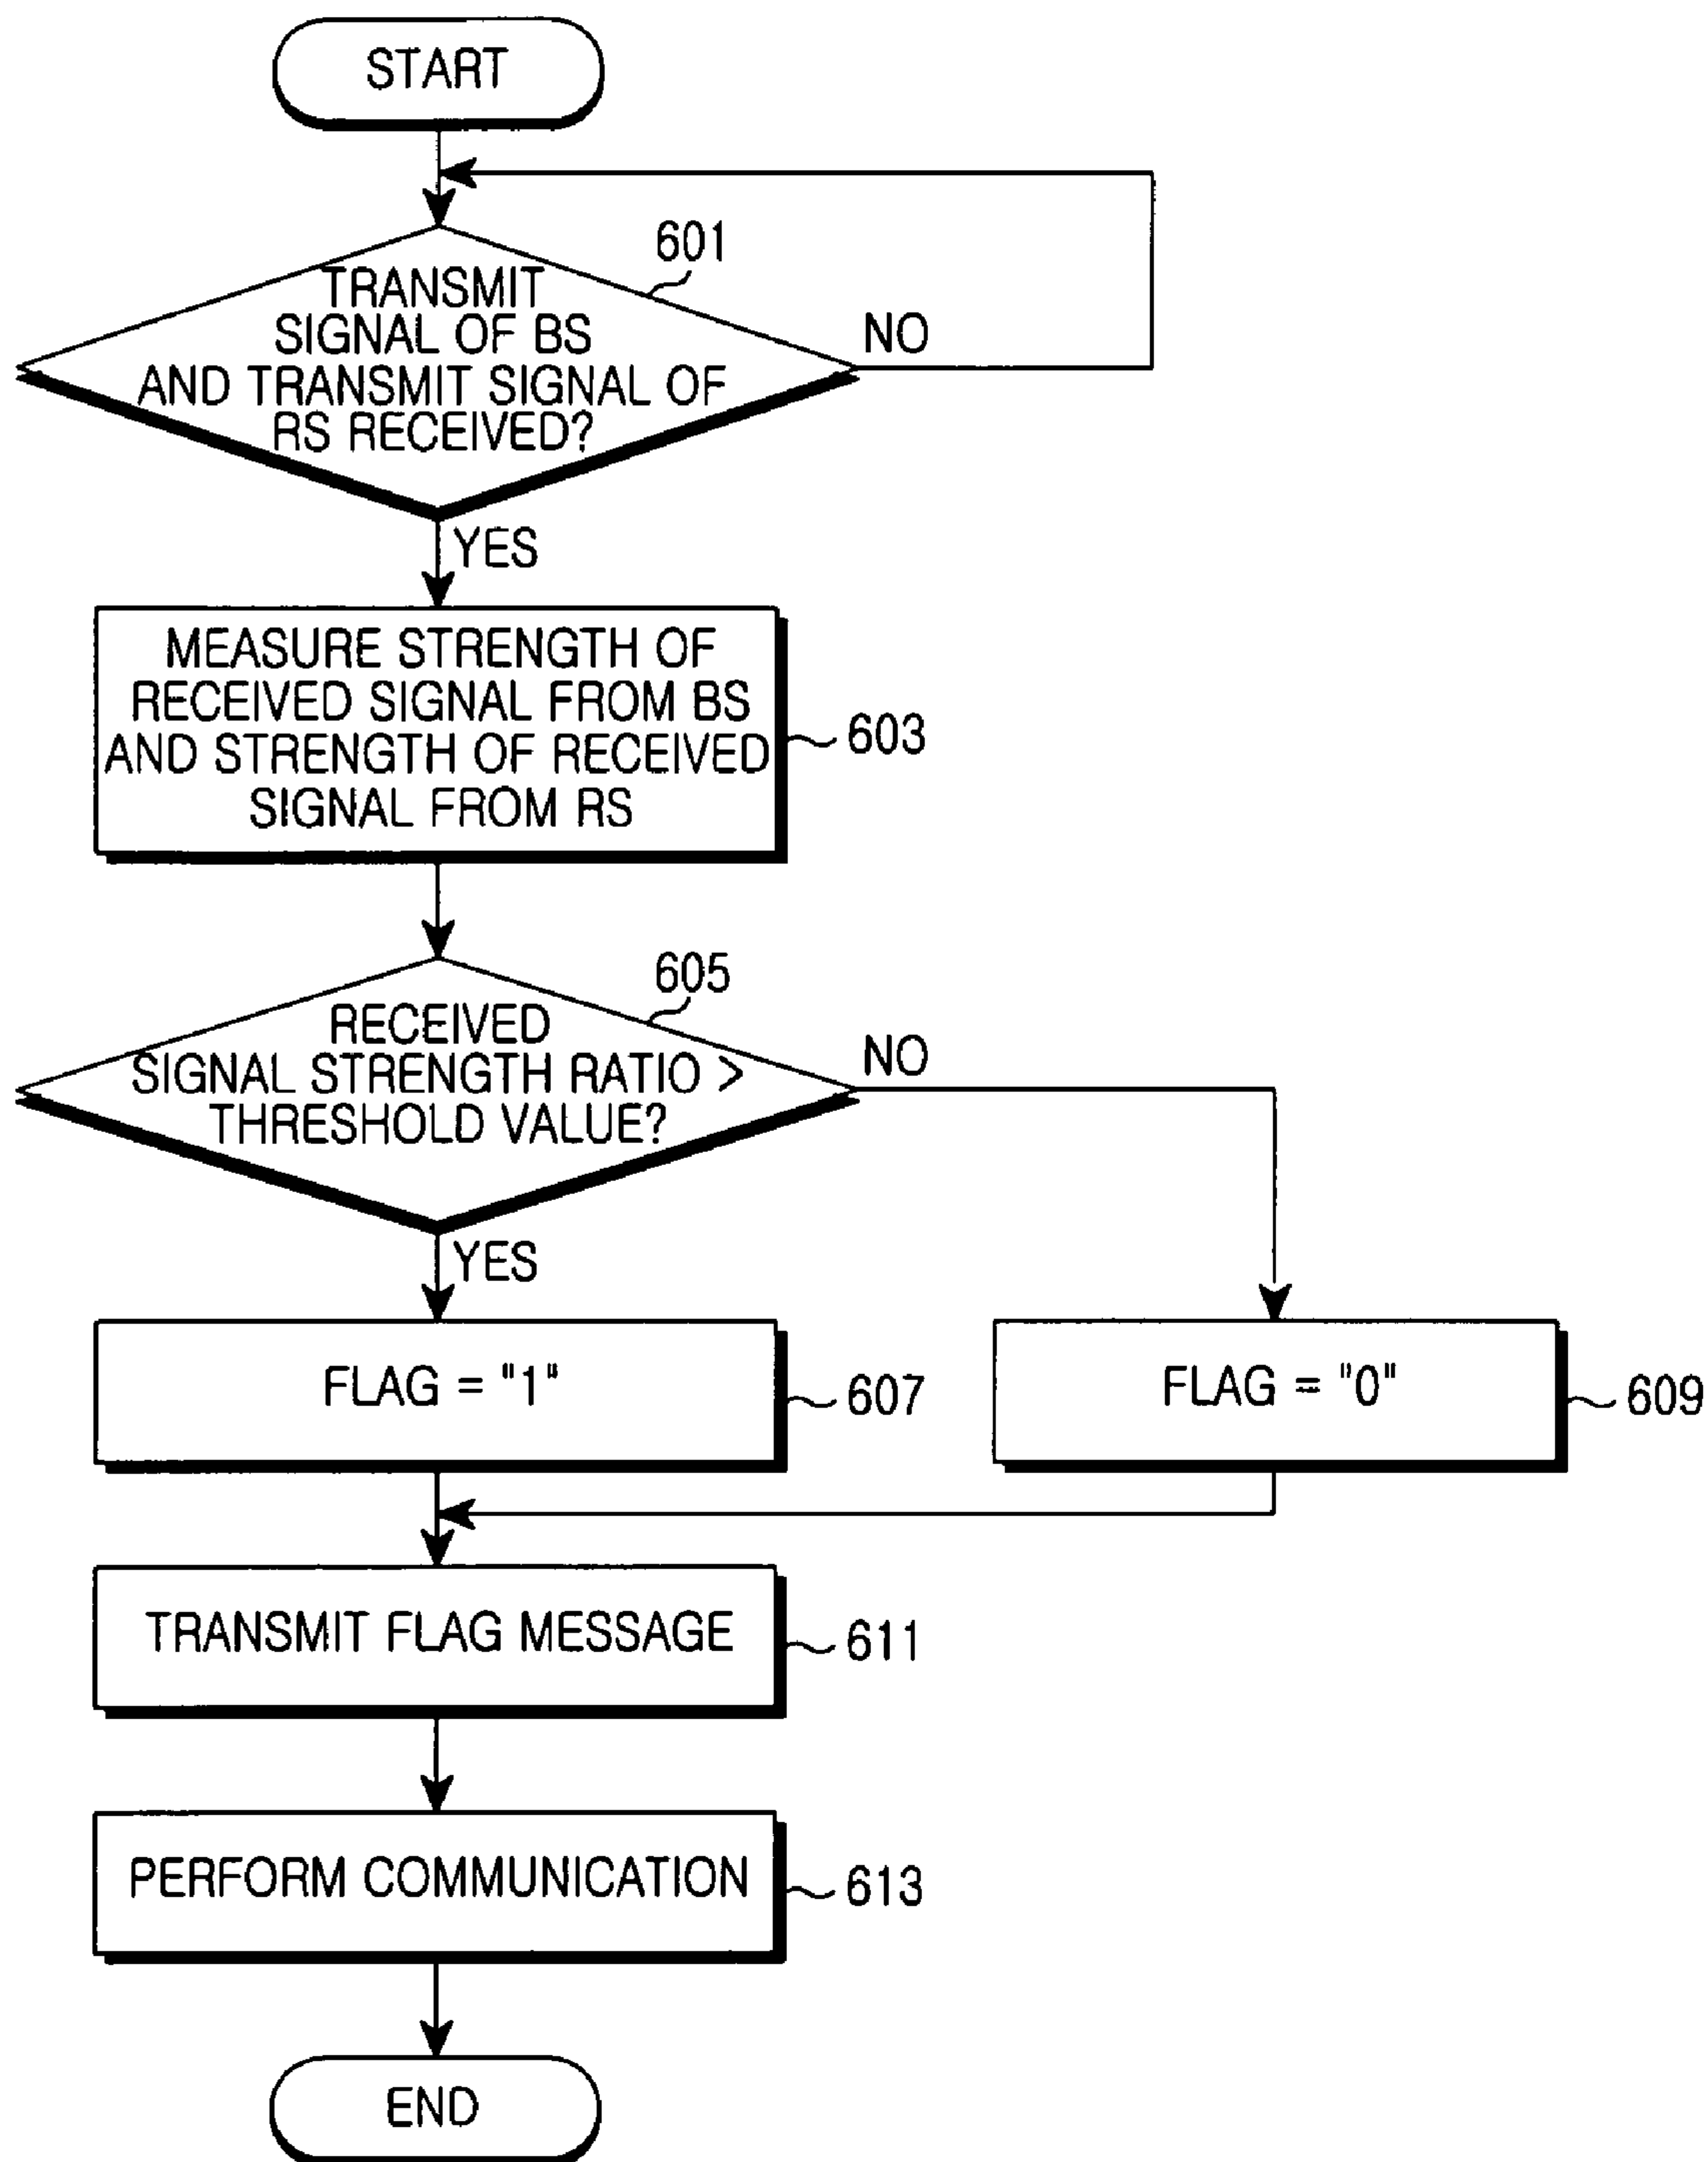 START
601
TRANSMIT
SIGNAL OF BS
AND TRANSMIT SIGNAL OF
RS RECEIVED?
NO
YES
MEASURE STRENGTH OF
RECEIVED SIGNAL FROM BS
AND STRENGTH OF RECEIVED
SIGNAL FROM RS
603
605
RECEIVED
SIGNAL STRENGTH RATIO >
THRESHOLD VALUE?
NO
YES
FLAG = "1"
607
FLAG = "0"
609
TRANSMIT FLAG MESSAGE
611
PERFORM COMMUNICATION
613
END